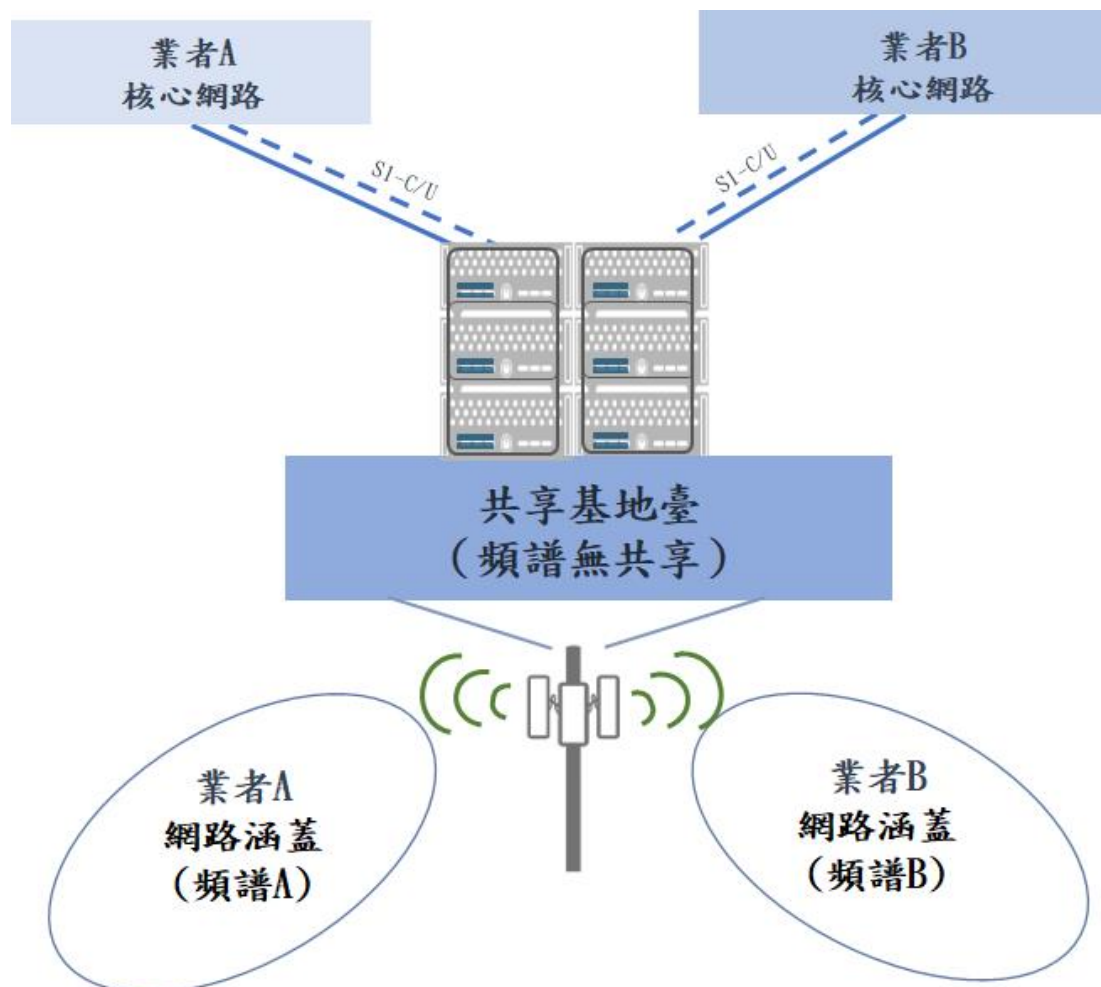 業者A
核心網路
業者B
核心網路
S1-C/U
S1-C/U
共享基地臺
(頻譜無共享)
業者A
網路涵蓋
(頻譜A)
業者B
網路涵蓋
(頻譜B)